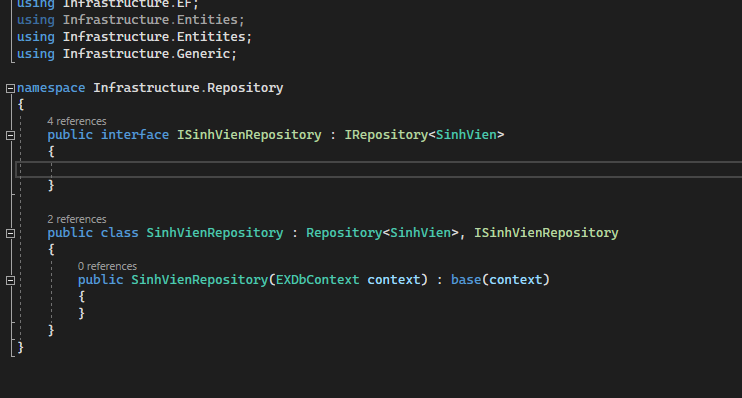 using Infrastructure.EF;
using Infrastructure.Entities;
using Infrastructure.Entitites;
using Infrastructure.Generic;
namespace Infrastructure.Repository
{
4 references
public interface ISinhVienRepository : IRepository<SinhVien>
{
}
2 references
public class SinhVienRepository : Repository<SinhVien>, ISinhVienRepository
{
0 references
public SinhVienRepository(EXDbContext context) : base(context)
{
}
}
}